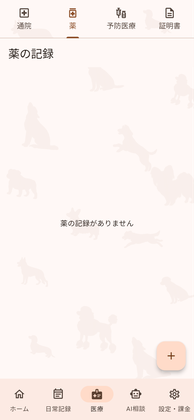 通院
薬
予防医療
証明書
薬の記録
薬の記録がありません
ホーム
日常記録
医療
AI相談
設定・課金